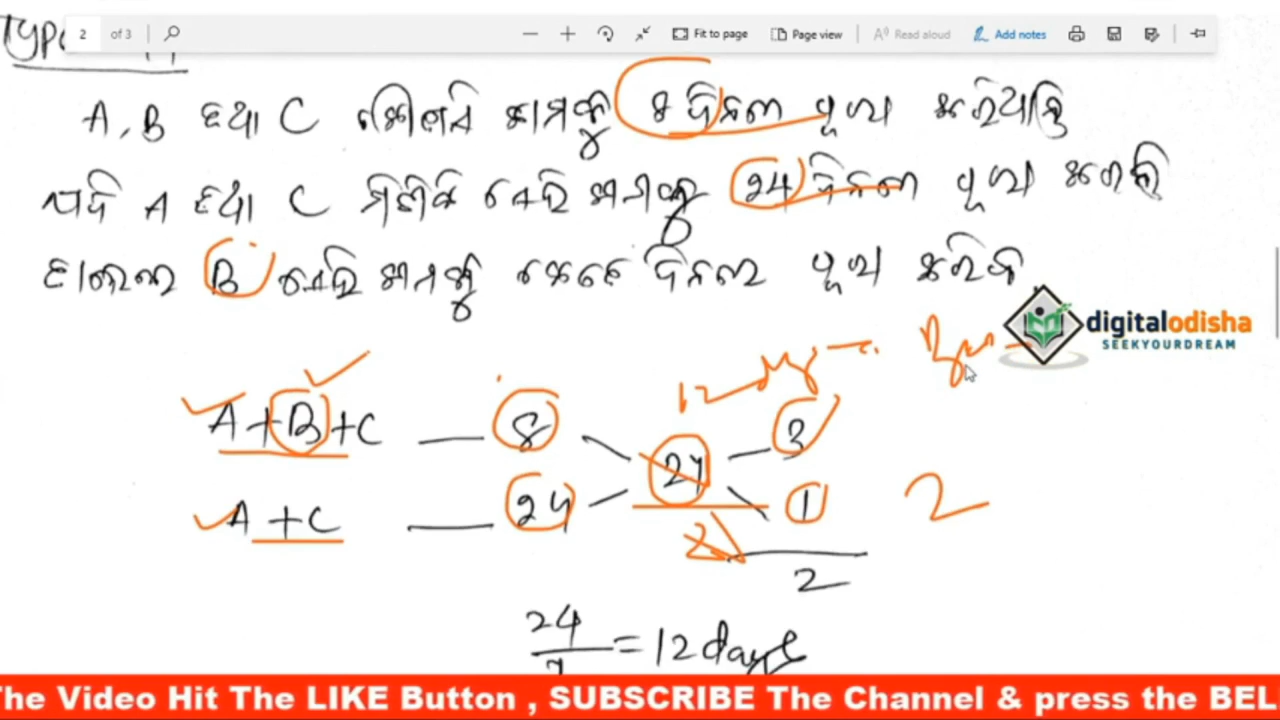 2 of 3 Fit to page Page view Read aloud Add notes
A, B ତଥା C ଗୋଟିଏ କାମକୁ 8 ଦିନରେ ପୂରା କରିଥାନ୍ତି
ଯଦି A ତଥା C ମିଶିକି ସେହି କାମକୁ 24 ଦିନରେ ପୂରା କରନ୍ତି
ତାହେଲେ B ସେହି କାମକୁ କେତେ ଦିନରେ ପୂରା କରିବ
digitalodisha
SEEKYOURDREAM
12
A+B+C — 8 24 — 3
A+C — 24 1 2
2
24 = 12 days
The Video Hit The LIKE Button , SUBSCRIBE The Channel & press the BEL